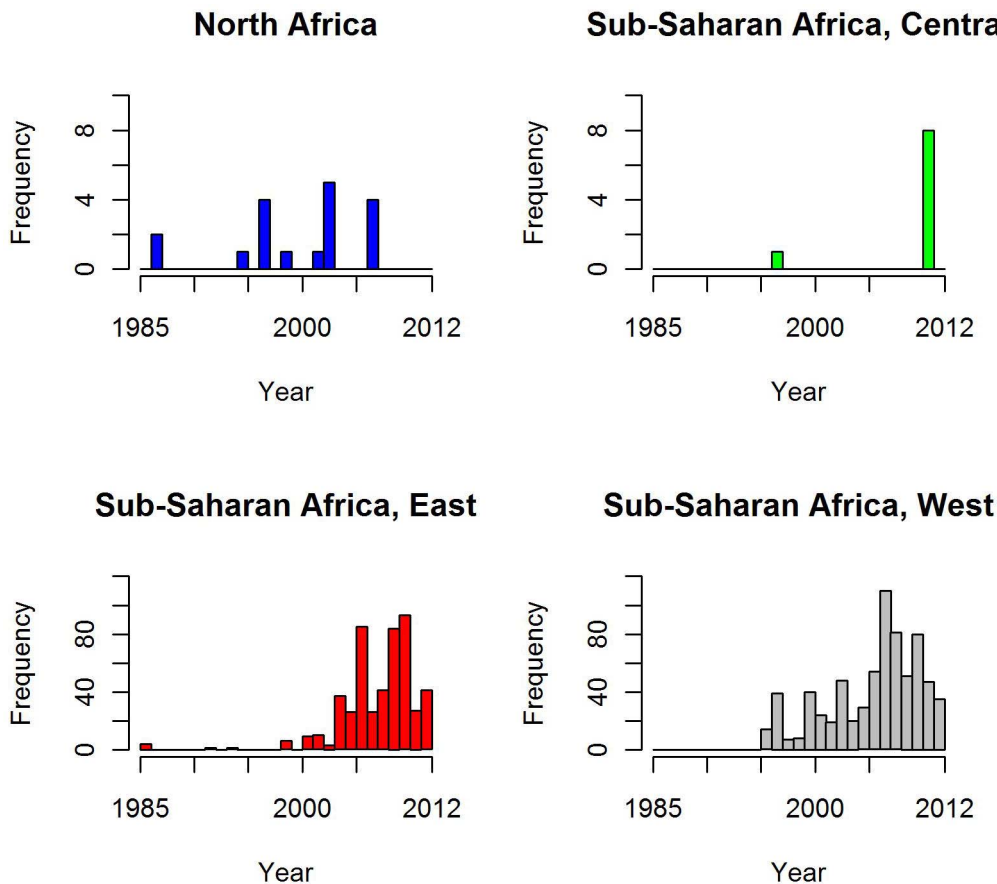 North Africa
Frequency
0 4 8
1985 2000 2012
Year
Sub-Saharan Africa, Centra
Frequency
0 4 8
1985 2000 2012
Year
Sub-Saharan Africa, East
Frequency
0 40 80
1985 2000 2012
Year
Sub-Saharan Africa, West
Frequency
0 40 80
1985 2000 2012
Year